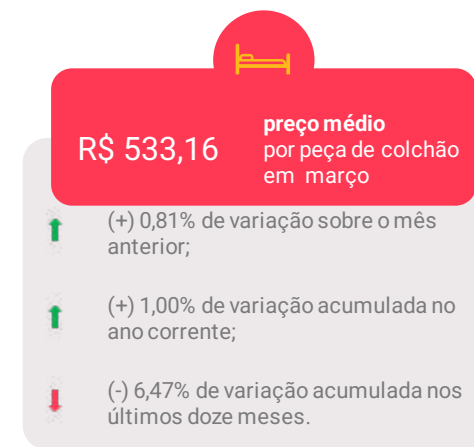 R$ 533,16
preço médio
por peça de colchão
em março
(+) 0,81% de variação sobre o mês
anterior;
(+) 1,00% de variação acumulada no
ano corrente;
(-) 6,47% de variação acumulada nos
últimos doze meses.